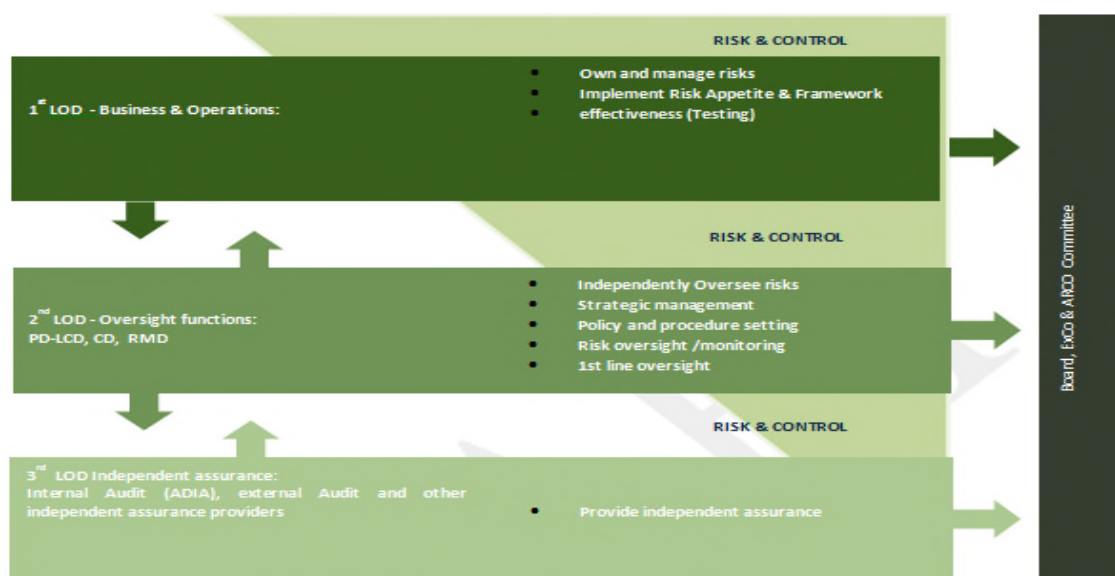 RISK & CONTROL
1st LOD - Business & Operations:
Own and manage risks
Implement Risk Appetite & Framework
effectiveness (Testing)
RISK & CONTROL
2nd LOD - Oversight functions:
PD-LCD, CD, RMD
Independently Oversee risks
Strategic management
Policy and procedure setting
Risk oversight /monitoring
1st line oversight
RISK & CONTROL
3rd LOD Independent assurance:
Internal Audit (ADIA), external Audit and other
independent assurance providers
Provide independent assurance
Board, ExCo & ARCO Committee